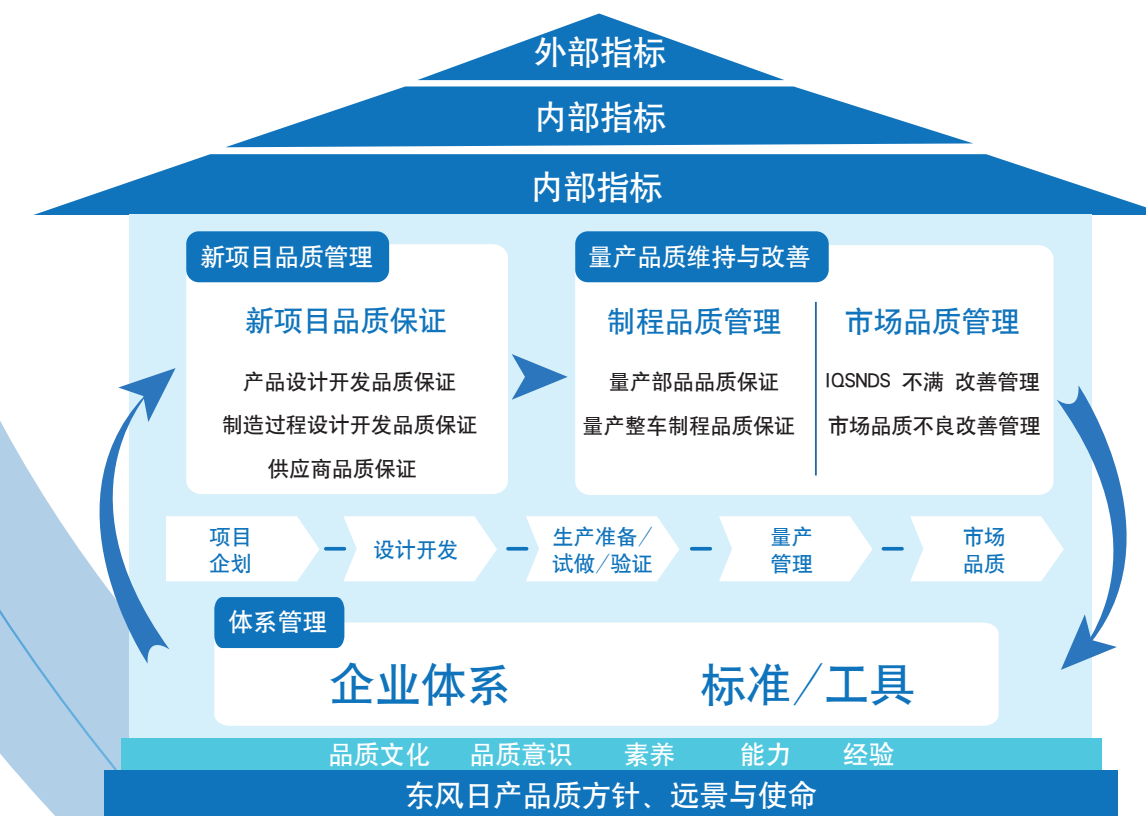 外部指标
内部指标
内部指标
新项目品质管理
新项目品质保证
产品设计开发品质保证
制造过程设计开发品质保证
供应商品质保证
量产品质维持与改善
制程品质管理
量产部品品质保证
量产整车制程品质保证
市场品质管理
IQSNDS 不满 改善管理
市场品质不良改善管理
项目
企划
设计开发
生产准备/
试做/验证
量产
管理
市场
品质
体系管理
企业体系 标准/工具
品质文化 品质意识 素养 能力 经验
东风日产品质方针、远景与使命